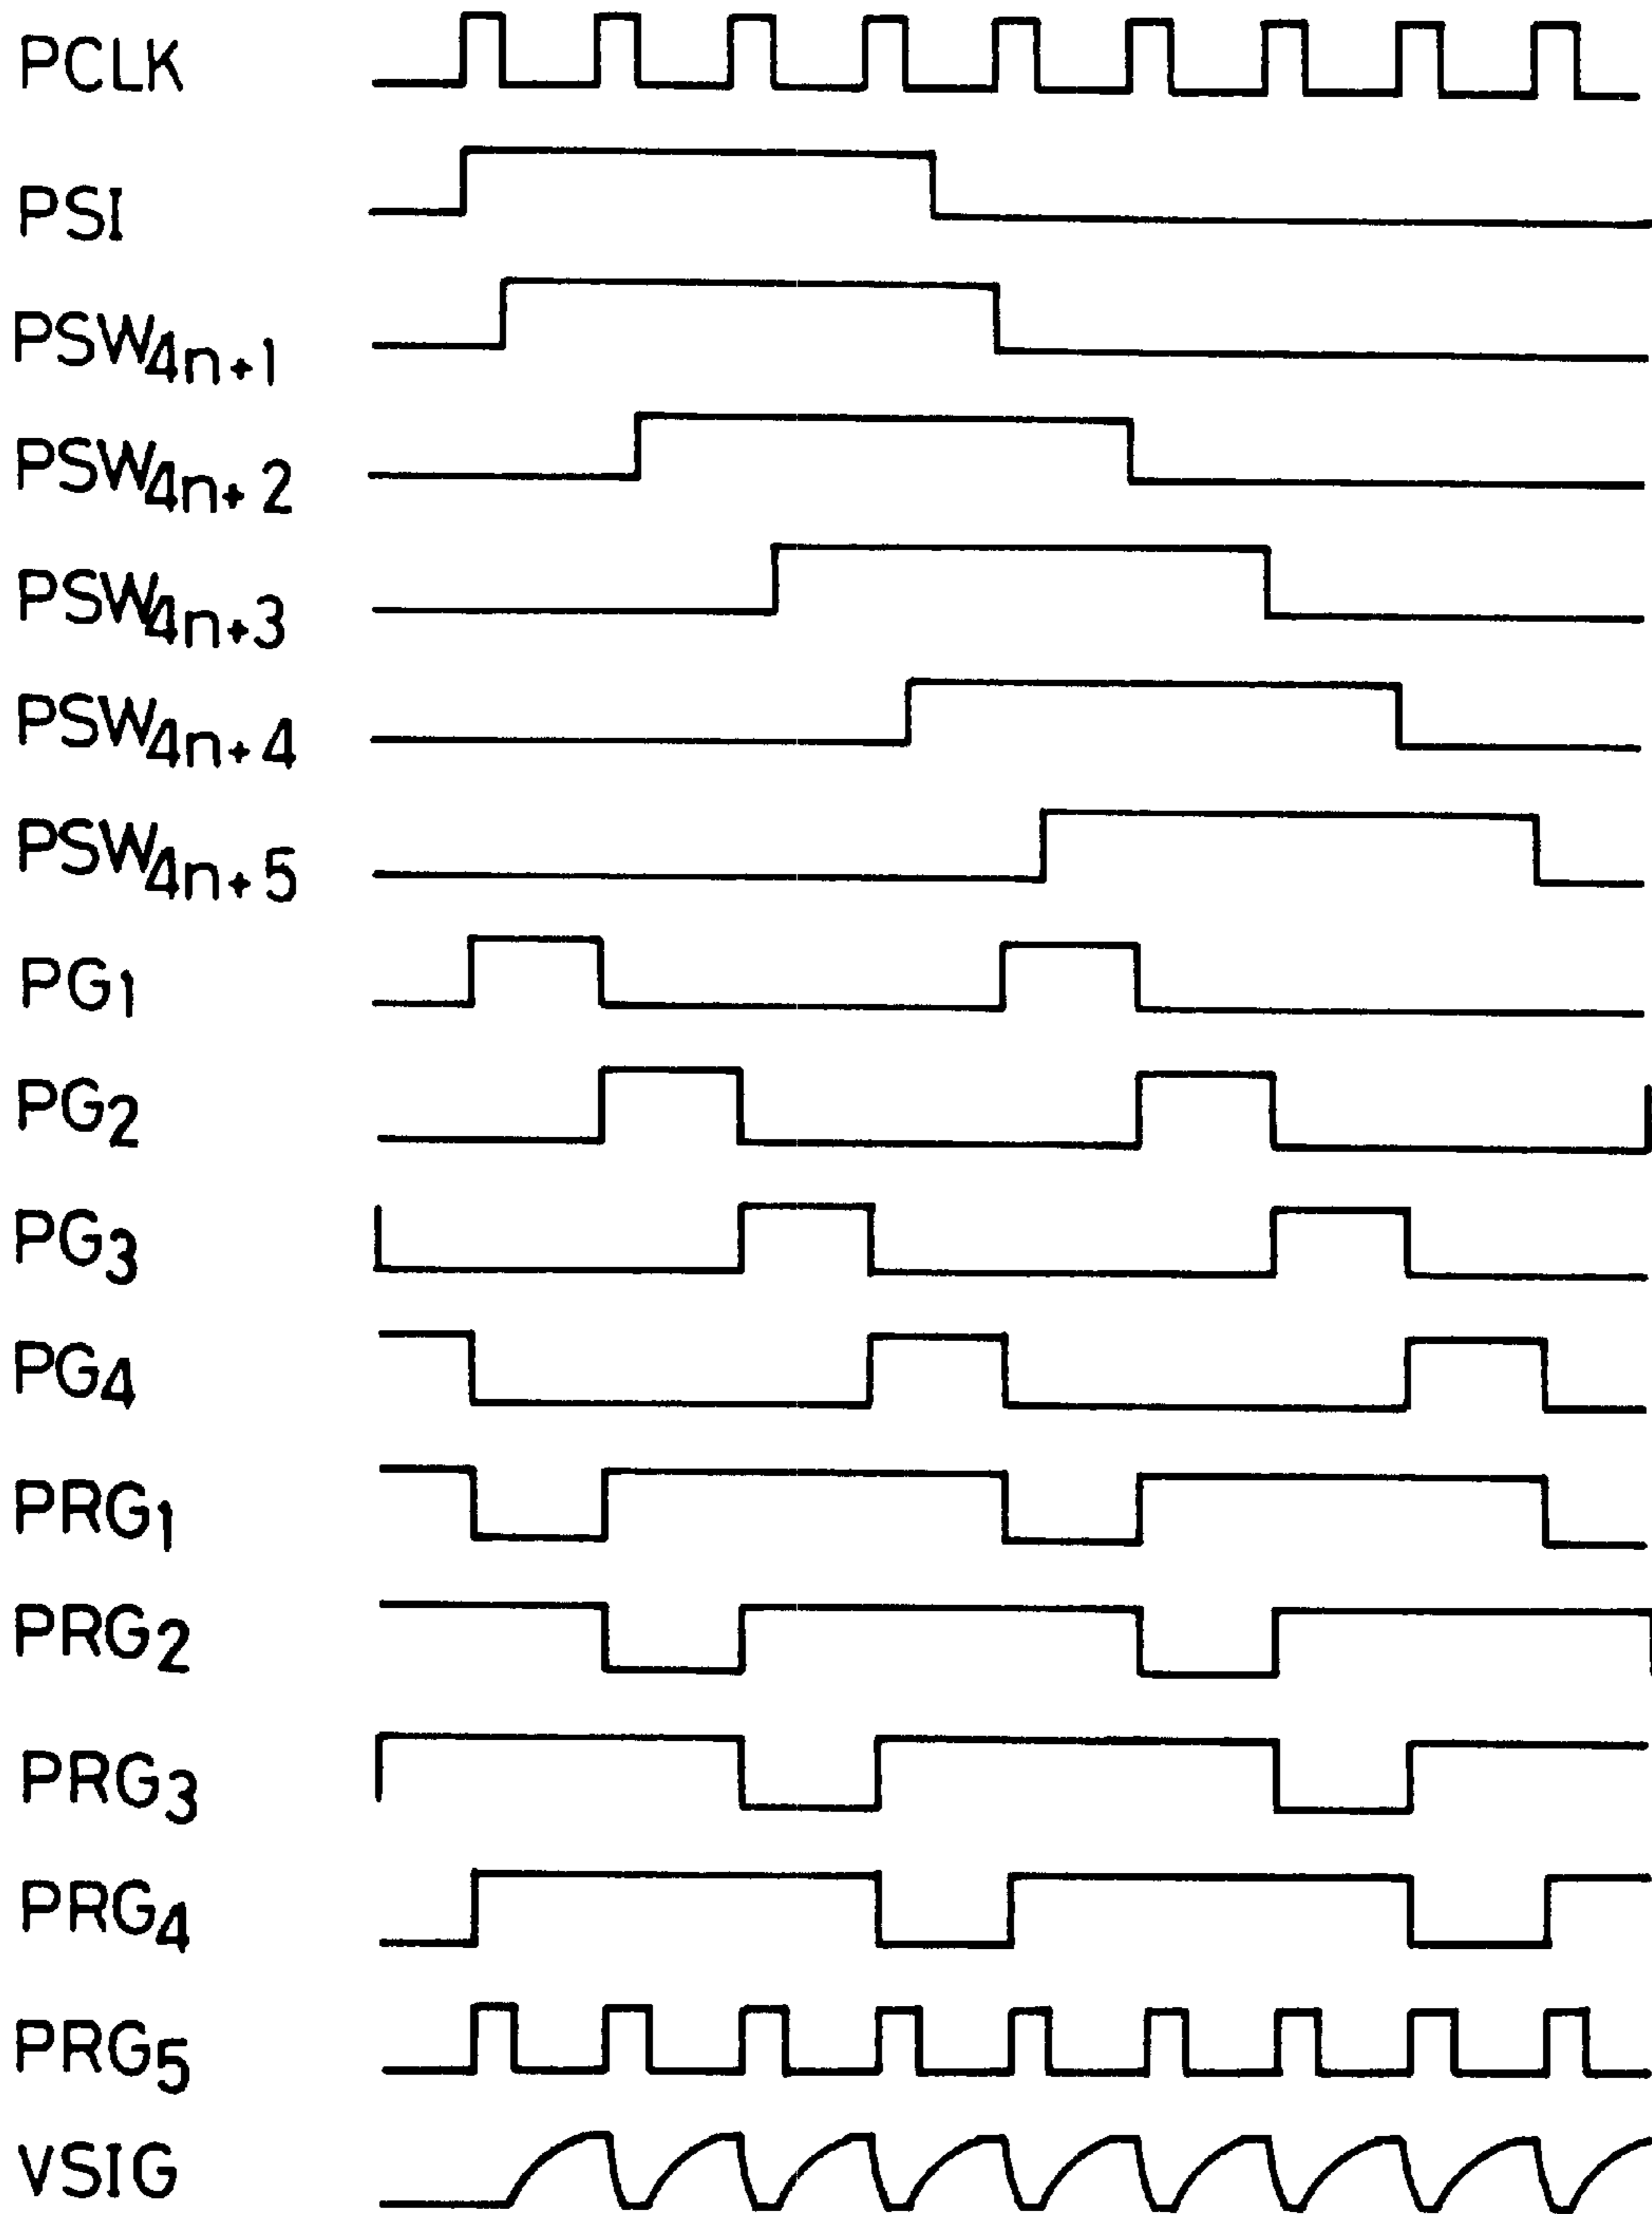 PCLK
PSI
PSW4n+1
PSW4n+2
PSW4n+3
PSW4n+4
PSW4n+5
PG1
PG2
PG3
PG4
PRG1
PRG2
PRG3
PRG4
PRG5
VSIG